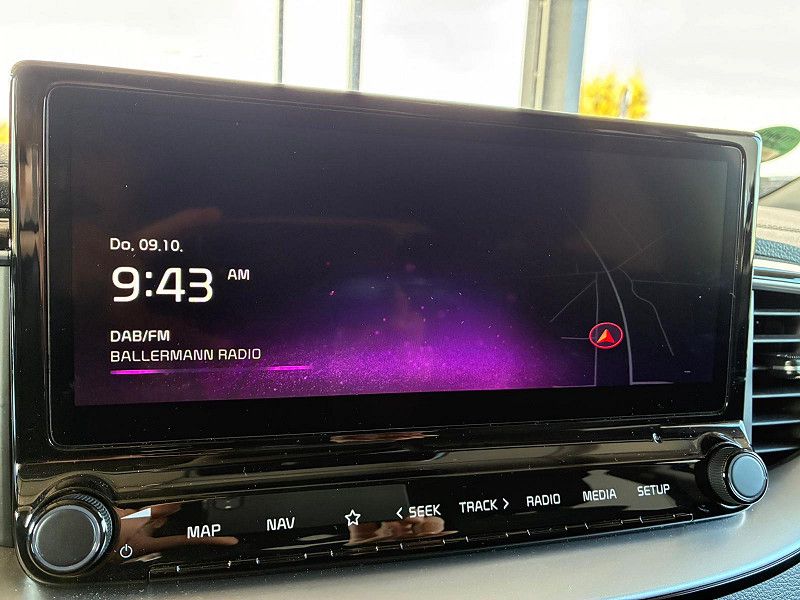 Do, 09.10.
9:43 AM
DAB/FM
BALLERMANN RADIO
MAP NAV < SEEK TRACK > RADIO MEDIA SETUP